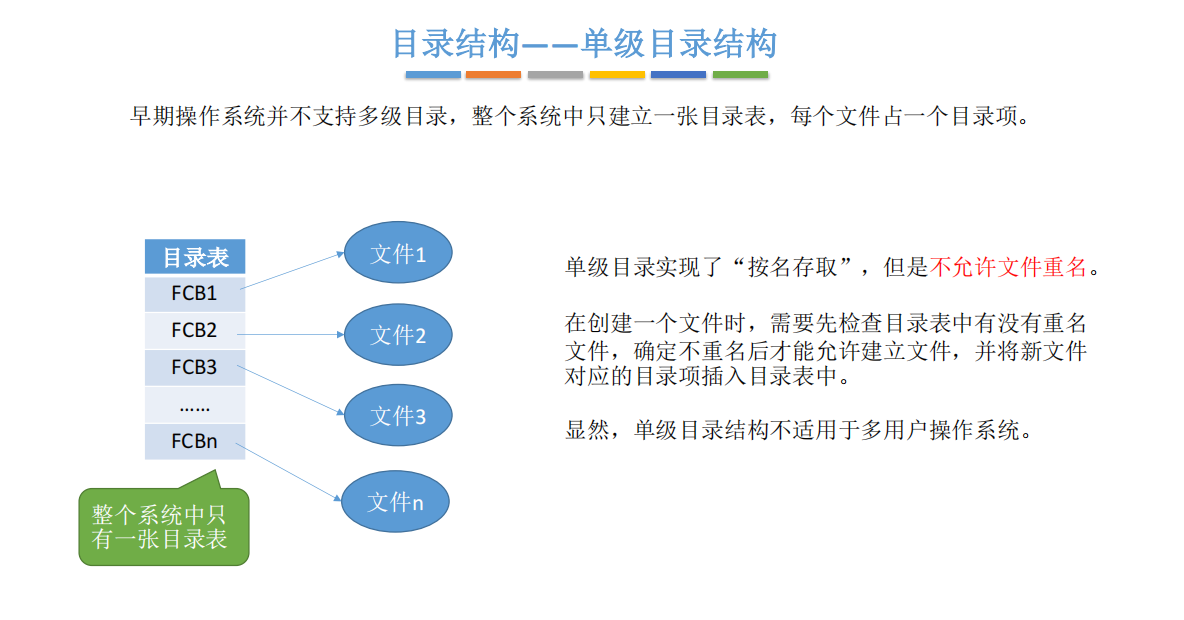 目录结构——单级目录结构
早期操作系统并不支持多级目录，整个系统中只建立一张目录表，每个文件占一个目录项。
目录表
FCB1
FCB2
FCB3
……
FCBn
文件1
文件2
文件3
文件n
整个系统中只
有一张目录表
单级目录实现了“按名存取”，但是不允许文件重名。
在创建一个文件时，需要先检查目录表中有没有重名
文件，确定不重名后才能允许建立文件，并将新文件
对应的目录项插入目录表中。
显然，单级目录结构不适用于多用户操作系统。